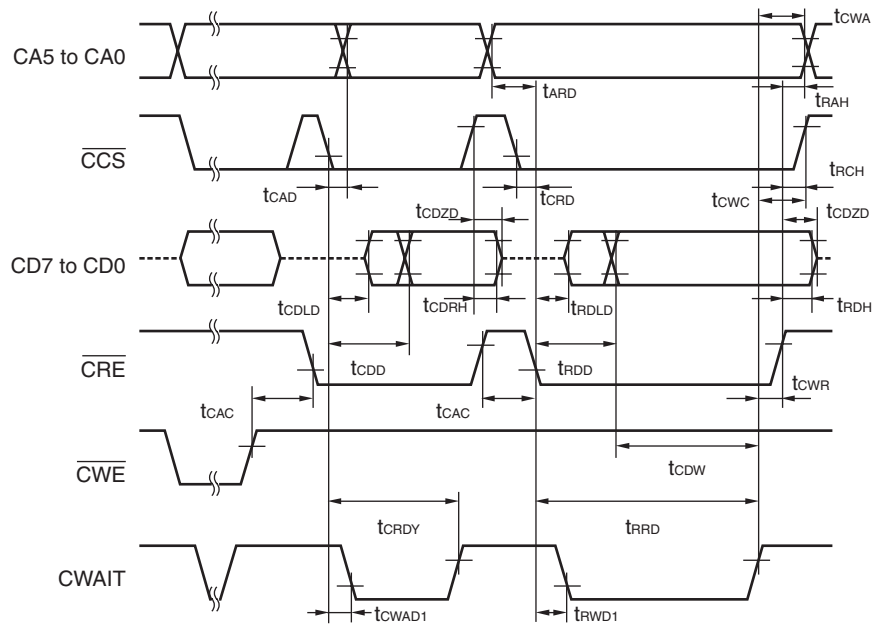 tCWA
CA5 to CA0
tARD
tRAH
CCS
tCAD
tCRD
tRCH
tCWC
tCDZD
tCDZD
CD7 to CD0
tCDLD
tCDRH
tRDLD
tRDH
CRE
tCDD
tRDD
tCWR
tCAC
tCAC
CWE
tCDW
tCRDY
tRRD
CWAIT
tCWAD1
tRWD1